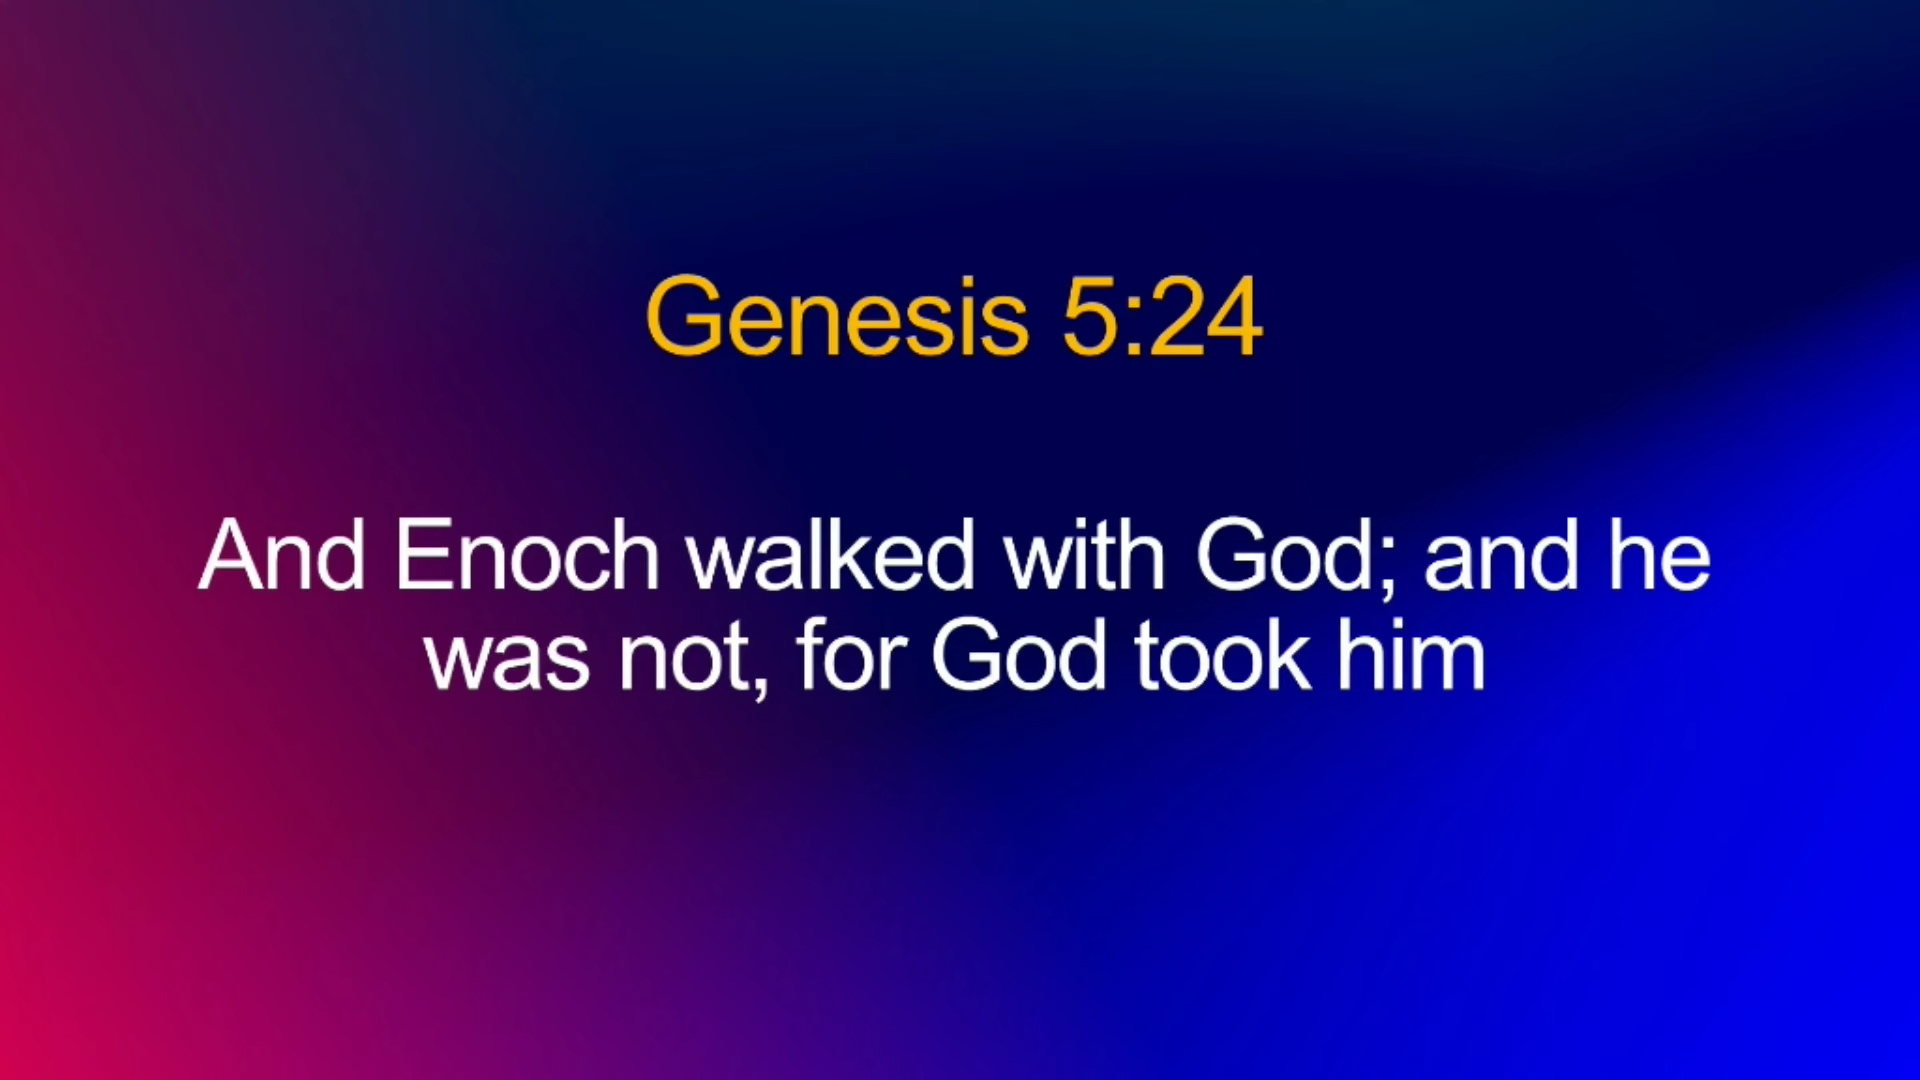 Genesis 5:24
And Enoch walked with God; and he
was not, for God took him